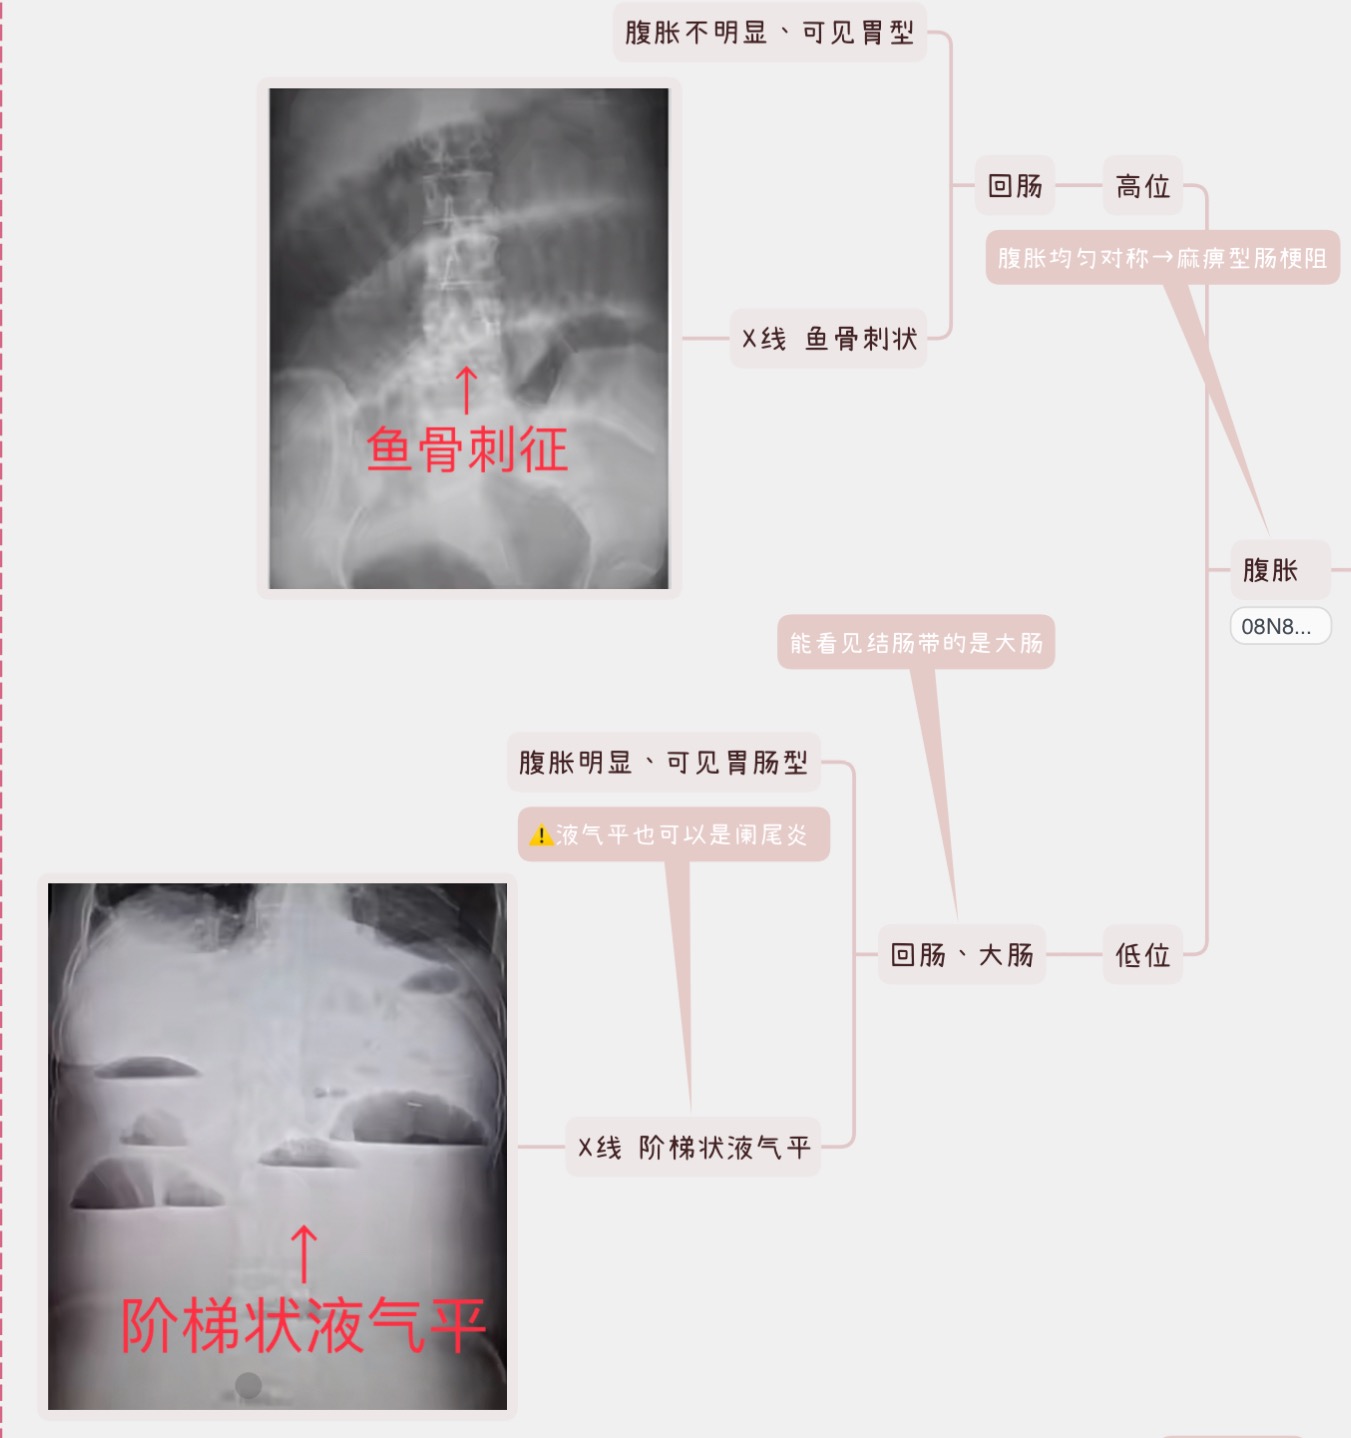 腹胀不明显、可见胃型
回肠
高位
腹胀均匀对称→麻痹型肠梗阻
X线 鱼骨刺状
鱼骨刺征
腹胀
08N8...
能看见结肠带的是大肠
腹胀明显、可见胃肠型
⚠️液气平也可以是阑尾炎
回肠、大肠
低位
X线 阶梯状液气平
阶梯状液气平